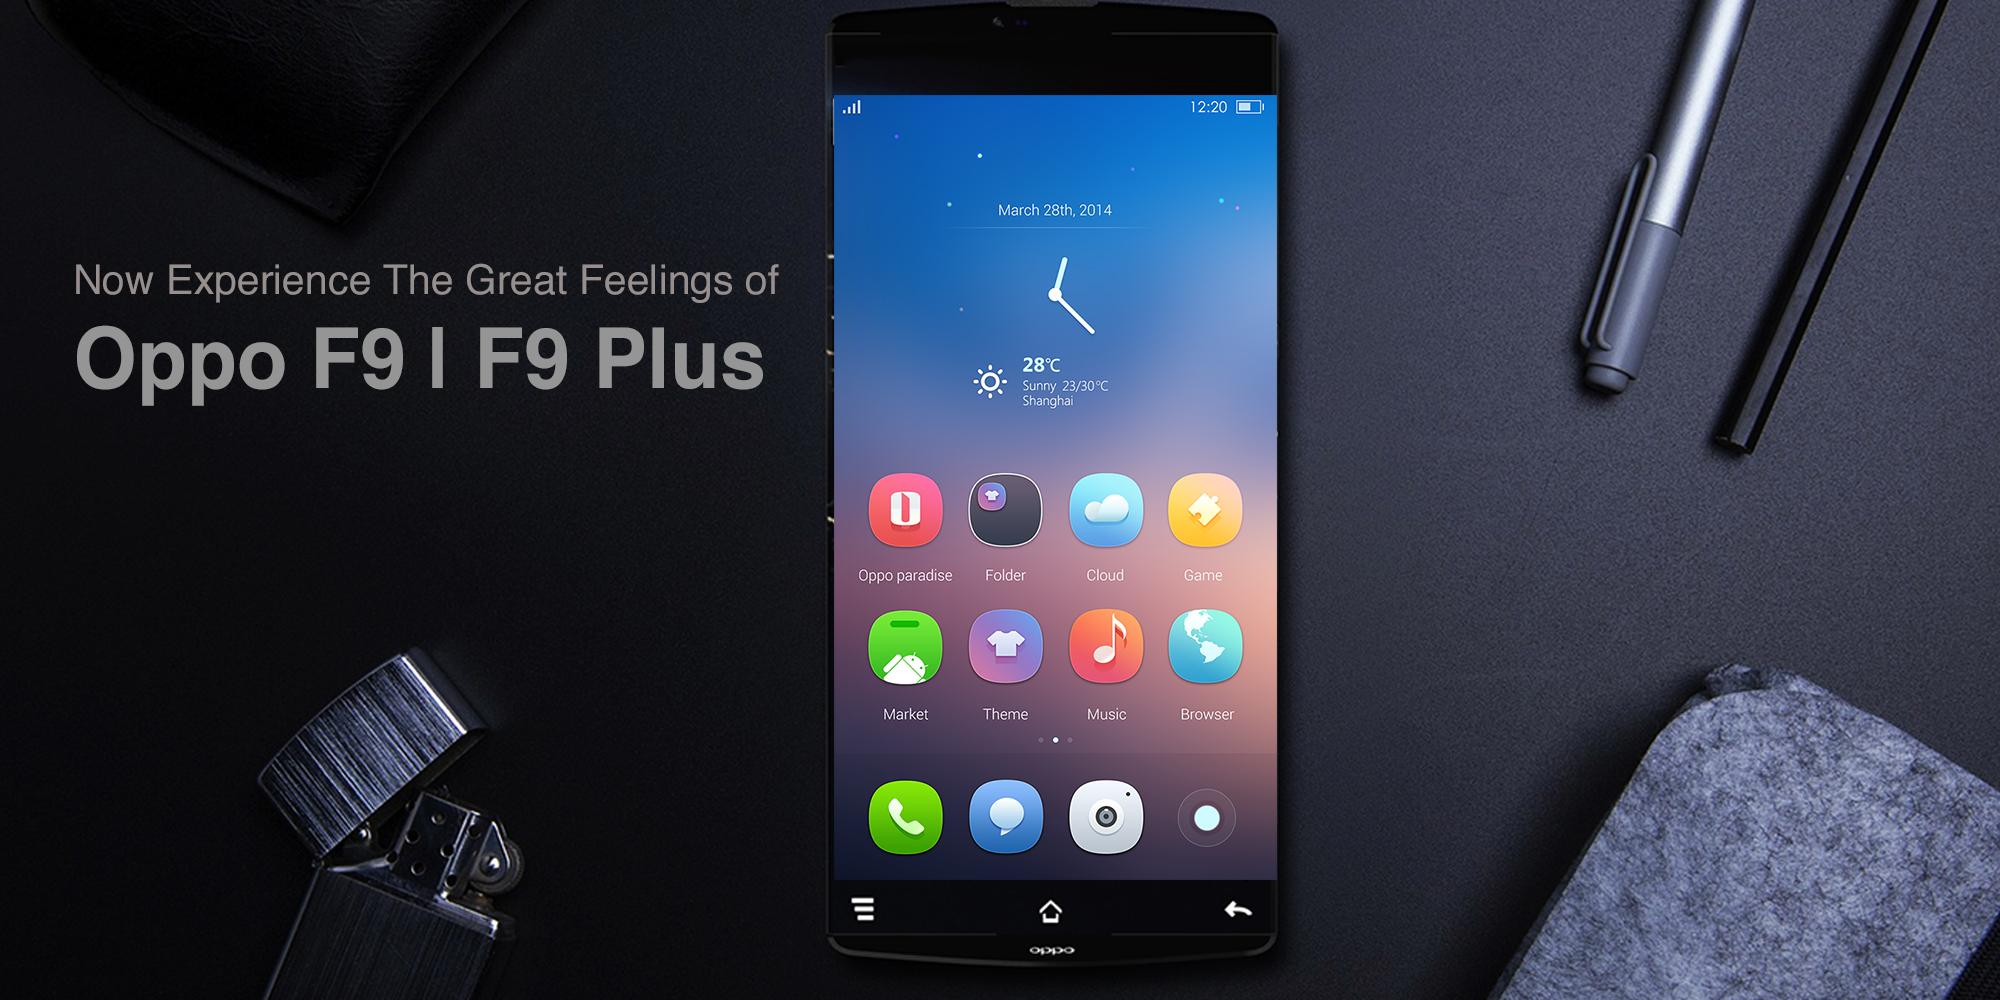 Now Experience The Great Feelings of
Oppo F9 | F9 Plus
12:20
March 28th, 2014
28°C
Sunny 23/30°C
Shanghai
Oppo paradise Folder Cloud Game
Market Theme Music Browser
oppo